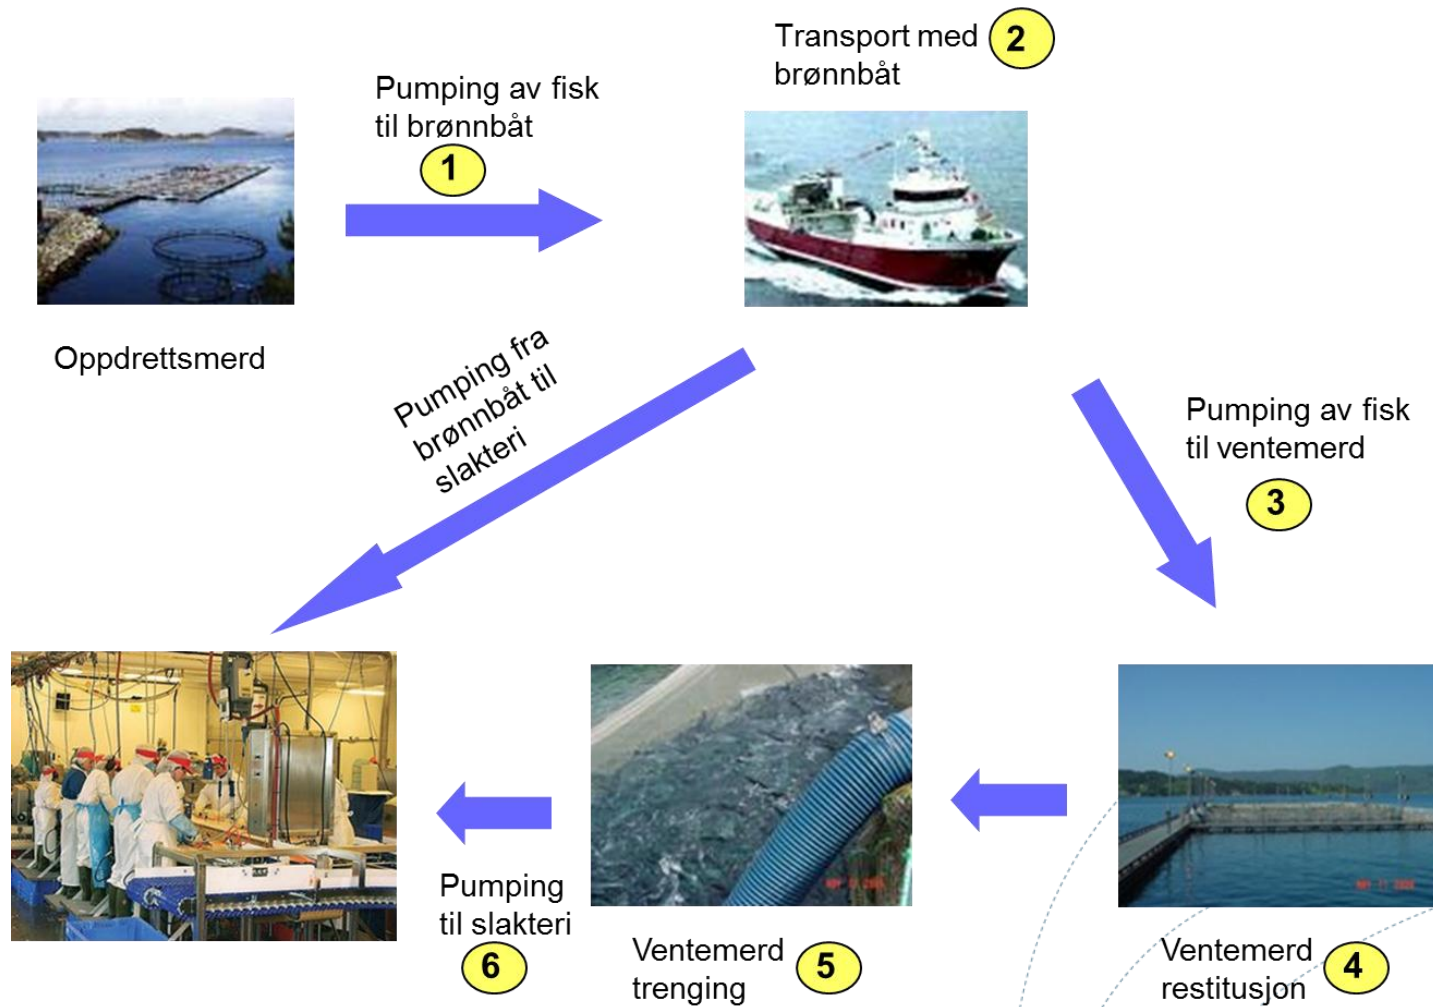 Transport med
brønnbåt
2
Pumping av fisk
til brønnbåt
1
Oppdrettsmerd
Pumping fra
brønnbåt til
slakteri
Pumping av fisk
til ventemerd
3
Pumping
til slakteri
6
Ventemerd
trenging
5
Ventemerd
restitusjon
4